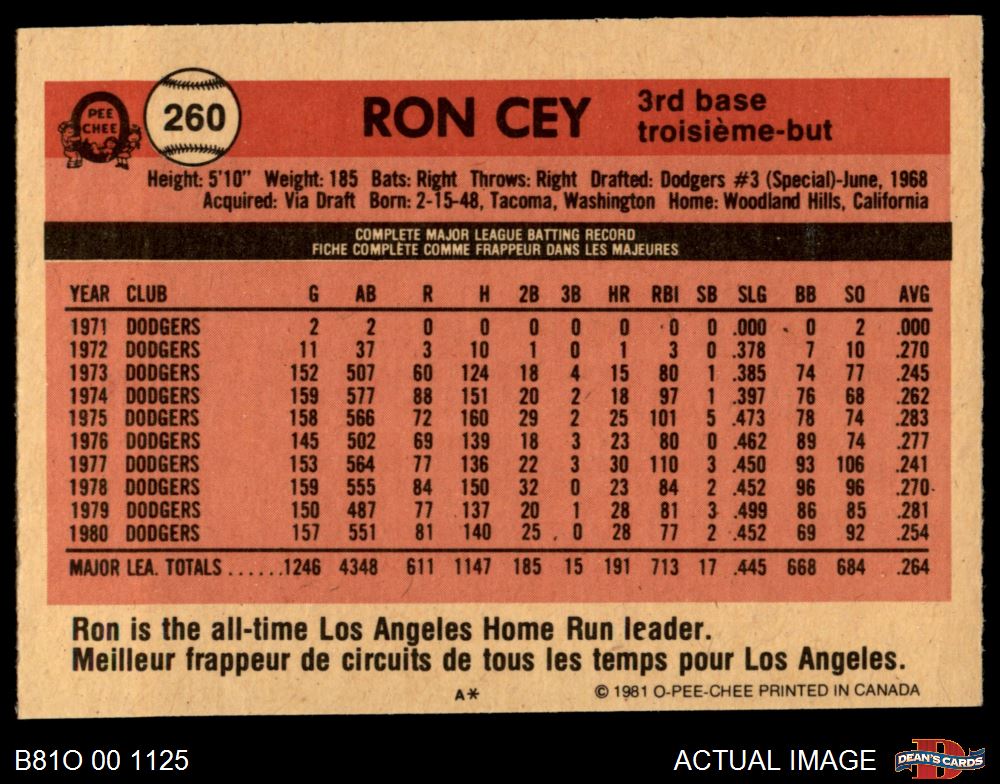 PEE
CHEE
260
RON CEY
3rd base
troisième-but
Height: 5'10" Weight: 185 Bats: Right Throws: Right Drafted: Dodgers #3 (Special)-June, 1968
Acquired: Via Draft Born: 2-15-48, Tacoma, Washington Home: Woodland Hills, California
COMPLETE MAJOR LEAGUE BATTING RECORD
FICHE COMPLÈTE COMME FRAPPEUR DANS LES MAJEURES
YEAR CLUB G AB R H 2B 3B HR RBI SB SLG BB SO AVG
1971 DODGERS 2 2 0 0 0 0 0 0 0 .000 0 2 .000
1972 DODGERS 11 37 3 10 1 0 1 3 0 .378 7 10 .270
1973 DODGERS 152 507 60 124 18 4 15 80 1 .385 74 77 .245
1974 DODGERS 159 577 88 151 20 2 18 97 1 .397 76 68 .262
1975 DODGERS 158 566 72 160 29 2 25 101 5 .473 78 74 .283
1976 DODGERS 145 502 69 139 18 3 23 80 0 .462 89 74 .277
1977 DODGERS 153 564 77 136 22 3 30 110 3 .450 93 106 .241
1978 DODGERS 159 555 84 150 32 0 23 84 2 .452 96 96 .270
1979 DODGERS 150 487 77 137 20 1 28 81 3 .499 86 85 .281
1980 DODGERS 157 551 81 140 25 0 28 77 2 .452 69 92 .254
MAJOR LEA. TOTALS ......1246 4348 611 1147 185 15 191 713 17 .445 668 684 .264
Ron is the all-time Los Angeles Home Run leader.
Meilleur frappeur de circuits de tous les temps pour Los Angeles.
A* © 1981 O-PEE-CHEE PRINTED IN CANADA
B81O 00 1125
ACTUAL IMAGE
D
DEAN'S CARDS